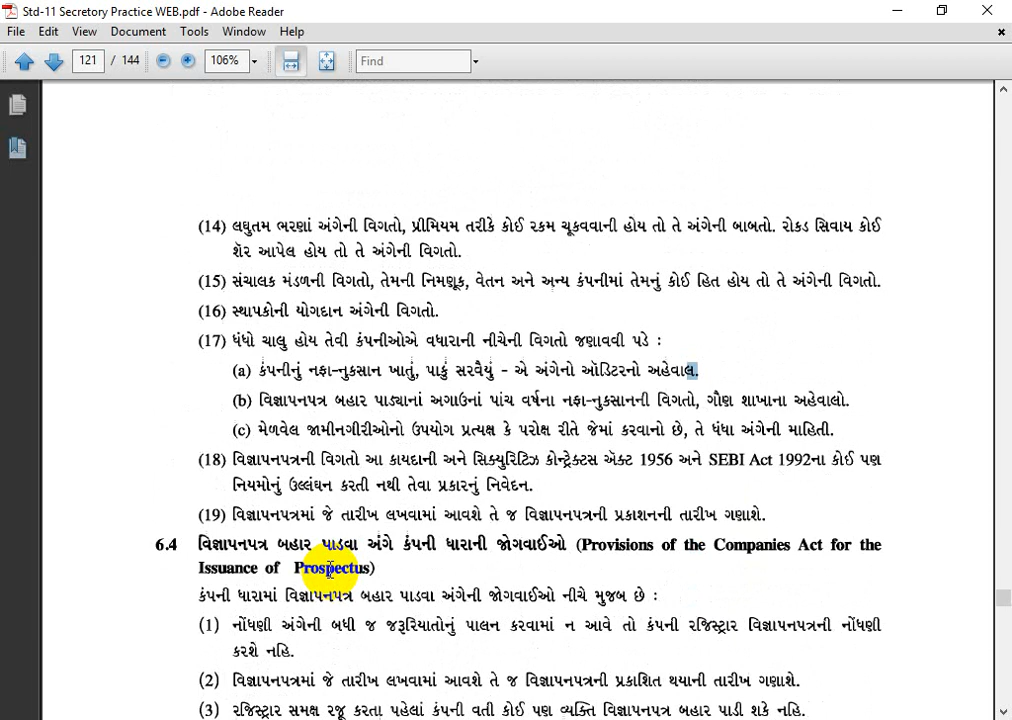 Std-11 Secretory Practice WEB.pdf - Adobe Reader
File Edit View Document Tools Window Help
121 / 144 106% Find
(14) લઘુતમ ભરણાં અંગેની વિગતો, પ્રીમિયમ તરીકે કોઈ રકમ ચૂકવવાની હોય તો તે અંગેની બાબતો. રોકડ સિવાય કોઈ
શૅર આપેલ હોય તો તે અંગેની વિગતો.
(15) સંચાલક મંડળની વિગતો, તેમની નિમણૂક, વેતન અને અન્ય કંપનીમાં તેમનું કોઈ હિત હોય તો તે અંગેની વિગતો.
(16) સ્થાપકોની યોગદાન અંગેની વિગતો.
(17) ધંધો ચાલુ હોય તેવી કંપનીઓએ વધારાની નીચેની વિગતો જણાવવી પડે :
(a) કંપનીનું નફા-નુકસાન ખાતું, પાકું સરવૈયું - એ અંગેનો ઑડિટરનો અહેવાલ.
(b) વિજ્ઞાપનપત્ર બહાર પાડ્યાનાં અગાઉનાં પાંચ વર્ષના નફા-નુકસાનની વિગતો, ગૌણ શાખાના અહેવાલો.
(c) મેળવેલ જામીનગીરીઓનો ઉપયોગ પ્રત્યક્ષ કે પરોક્ષ રીતે જેમાં કરવાનો છે, તે ધંધા અંગેની માહિતી.
(18) વિજ્ઞાપનપત્રની વિગતો આ કાયદાની અને સિક્યુરિટિઝ કોન્ટ્રેક્ટસ ઍક્ટ 1956 અને SEBI Act 1992ના કોઈ પણ
નિયમોનું ઉલ્લંઘન કરતી નથી તેવા પ્રકારનું નિવેદન.
(19) વિજ્ઞાપનપત્રમાં જે તારીખ લખવામાં આવશે તે જ વિજ્ઞાપનપત્રની પ્રકાશનની તારીખ ગણાશે.
6.4 વિજ્ઞાપનપત્ર બહાર પાડવા અંગે કંપની ધારાની જોગવાઈઓ (Provisions of the Companies Act for the
Issuance of Prospectus)
કંપની ધારામાં વિજ્ઞાપનપત્ર બહાર પાડવા અંગેની જોગવાઈઓ નીચે મુજબ છે :
(1) નોંધણી અંગેની બધી જ જરૂરિયાતોનું પાલન કરવામાં ન આવે તો કંપની રજિસ્ટ્રાર વિજ્ઞાપનપત્રની નોંધણી
કરશે નહિ.
(2) વિજ્ઞાપનપત્રમાં જે તારીખ લખવામાં આવશે તે જ વિજ્ઞાપનપત્રની પ્રકાશિત થયાની તારીખ ગણાશે.
(3) રજિસ્ટ્રાર સમક્ષ રજૂ કરતા પહેલાં કંપની વતી કોઈ પણ વ્યક્તિ વિજ્ઞાપનપત્ર બહાર પાડી શકે નહિ.